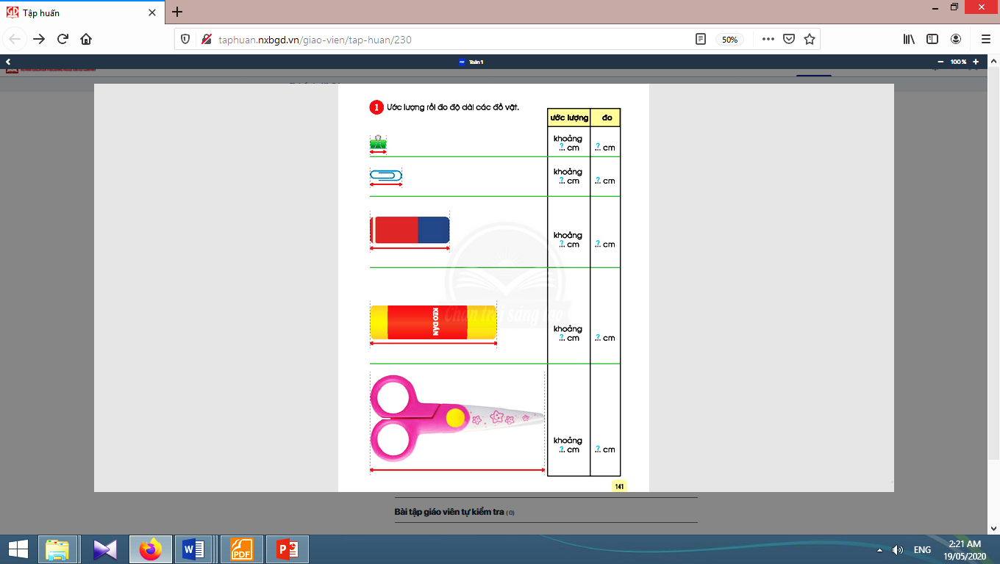 Tập huấn
taphuan.nxbgd.vn/giao-vien/tap-huan/230
50%
PDF Toán 1
100%
1 Ước lượng rồi đo độ dài các đồ vật.
ước lượng đo
khoảng
.?. cm .?. cm
khoảng
.?. cm .?. cm
khoảng
.?. cm .?. cm
Chân trời sáng tạo
KEO DÁN
khoảng
.?. cm .?. cm
khoảng
.?. cm .?. cm
141
Bài tập giáo viên tự kiểm tra (0)
ENG
2:21 AM
19/05/2020